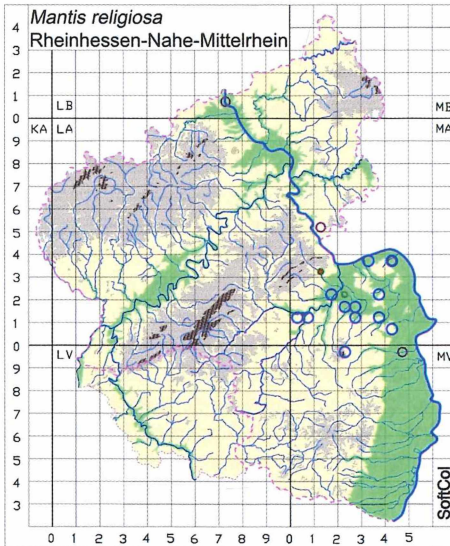 Mantis religiosa
Rheinhessen-Nahe-Mittelrhein
4
3
2
1
LB
MB
0
KA LA
MA
9
8
7
6
5
4
3
2
1
0
LV
MV
9
8
7
6
5
4
3
SoftCol
0 1 2 3 4 5 6 7 8 9 0 1 2 3 4 5